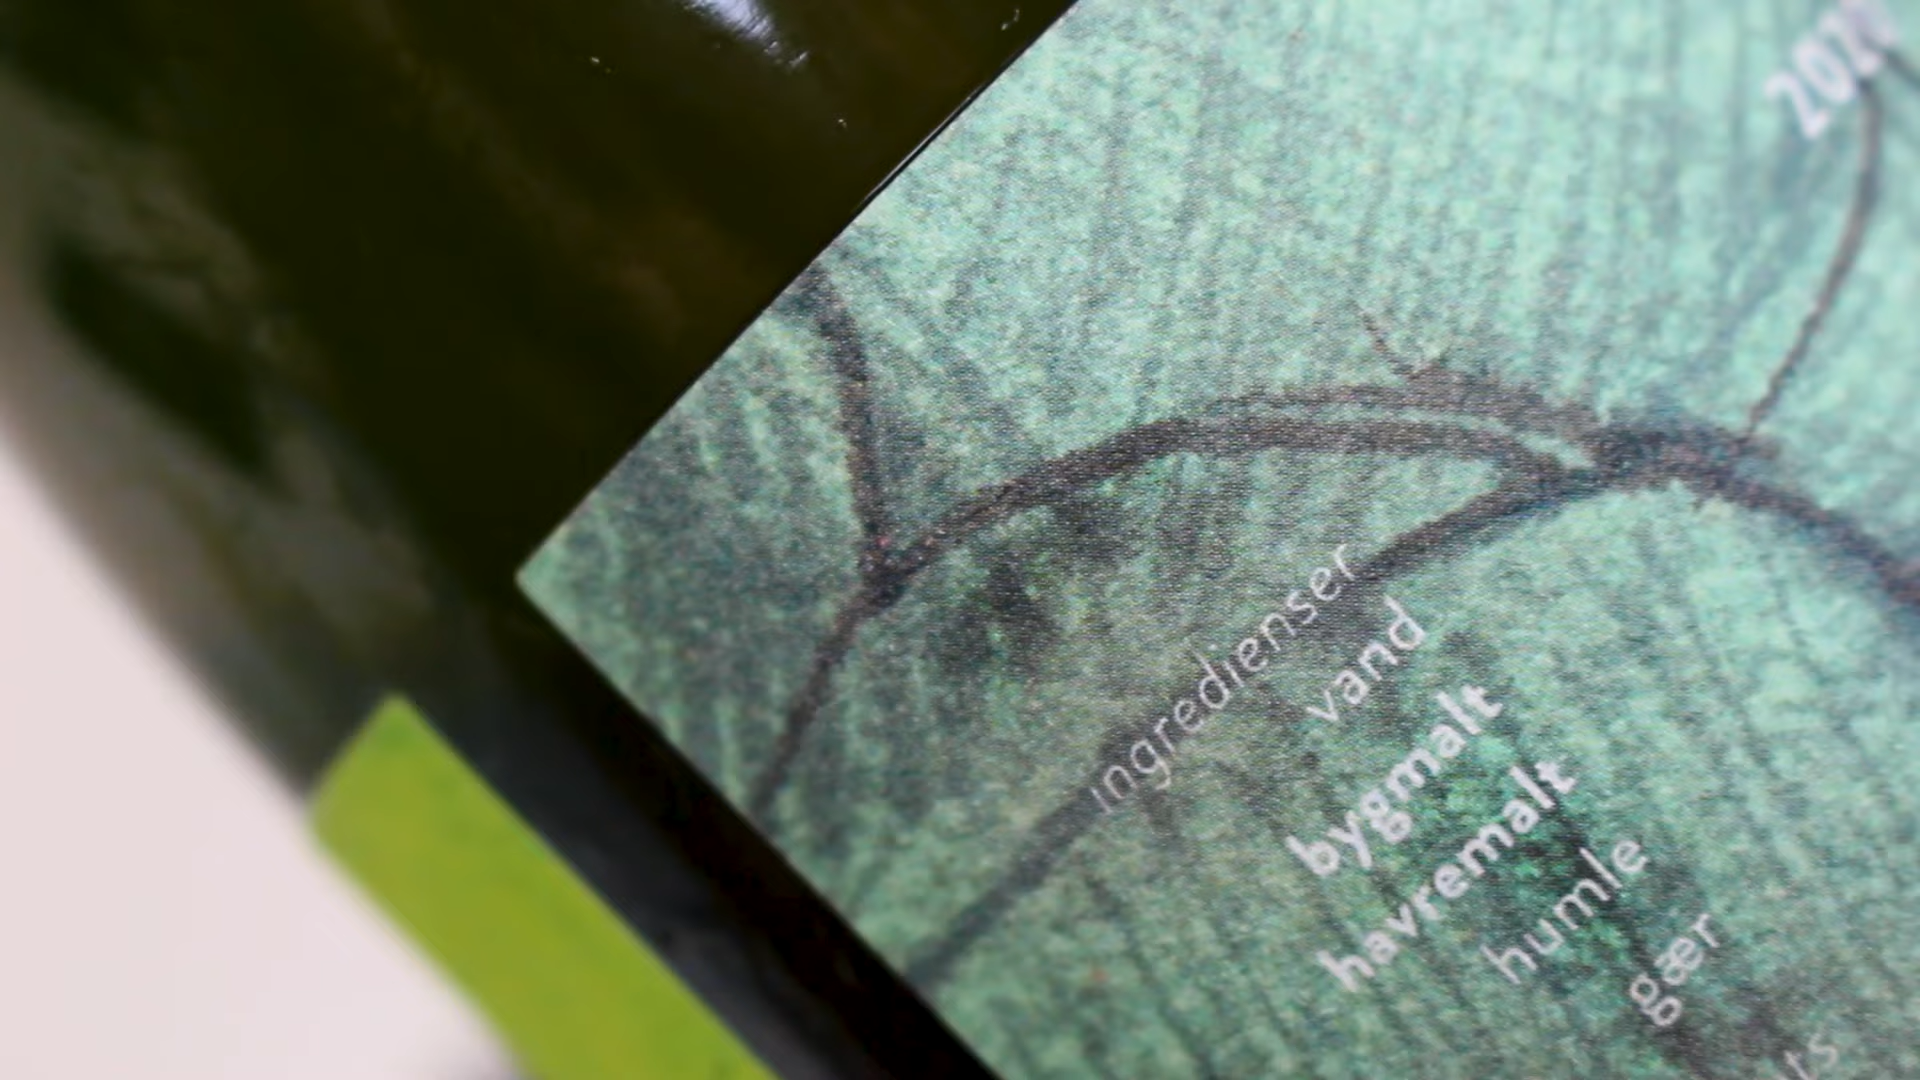 ingredienser
vand
bygmalt
havremalt
humle
gær